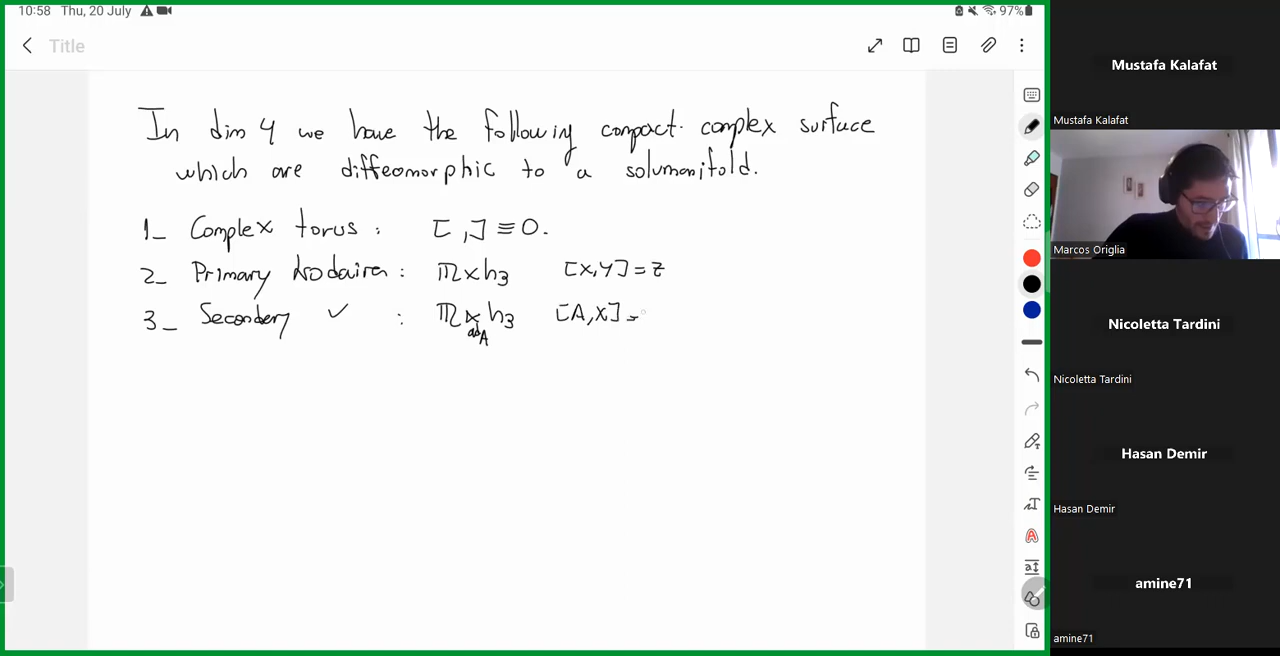 10:58 Thu, 20 July
97%
Title
In dim 4 we have the following compact complex surface
which are diffeomorphic to a solvmanifold.
1_ Complex torus : [ , ] ≡ 0.
2_ Primary Kodaira : ℝ × h₃ [X,Y] = Z
3_ Secondary ✓ : ℝ ⋉ h₃ [A,X] =
ad_A
Mustafa Kalafat
Mustafa Kalafat
Marcos Origlia
Nicoletta Tardini
Nicoletta Tardini
Hasan Demir
Hasan Demir
amine71
amine71